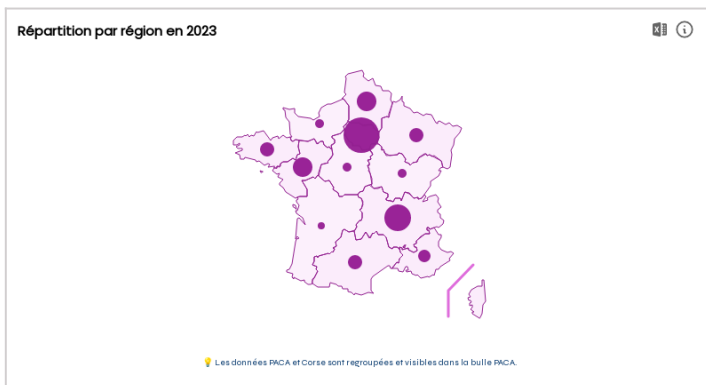 Répartition par région en 2023
Les données PACA et Corse sont regroupées et visibles dans la bulle PACA.